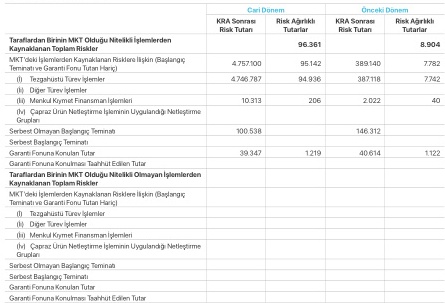 Cari Dönem Önceki Dönem
KRA Sonrası Risk Ağırlıklı KRA Sonrası Risk Ağırlıklı
Risk Tutarı Tutarlar Risk Tutarı Tutarlar
Taraflardan Birinin MKT Olduğu Nitelikli İşlemlerden
Kaynaklanan Toplam Riskler 96.361 8.904
MKT'deki İşlemlerden Kaynaklanan Risklere İlişkin (Başlangıç
Teminatı ve Garanti Fonu Tutarı Hariç) 4.757.100 95.142 389.140 7.782
(I) Tezgahüstü Türev İşlemler 4.746.787 94.936 387.118 7.742
(Ii) Diğer Türev İşlemler
(Iii) Menkul Kıymet Finansman İşlemleri 10.313 206 2.022 40
(Iv) Çapraz Ürün Netleştirme İşleminin Uygulandığı Netleştirme
Grupları
Serbest Olmayan Başlangıç Teminatı 100.538 146.312
Serbest Başlangıç Teminatı
Garanti Fonuna Konulan Tutar 39.347 1.219 40.614 1.122
Garanti Fonuna Konulması Taahhüt Edilen Tutar
Taraflardan Birinin MKT Olduğu Nitelikli Olmayan İşlemlerden
Kaynaklanan Toplam Riskler
MKT'deki İşlemlerden Kaynaklanan Risklere İlişkin (Başlangıç
Teminatı ve Garanti Fonu Tutarı Hariç)
(I) Tezgahüstü Türev İşlemler
(Ii) Diğer Türev İşlemler
(Iii) Menkul Kıymet Finansman İşlemleri
(Iv) Çapraz Ürün Netleştirme İşleminin Uygulandığı Netleştirme
Grupları
Serbest Olmayan Başlangıç Teminatı
Serbest Başlangıç Teminatı
Garanti Fonuna Konulan Tutar
Garanti Fonuna Konulması Taahhüt Edilen Tutar